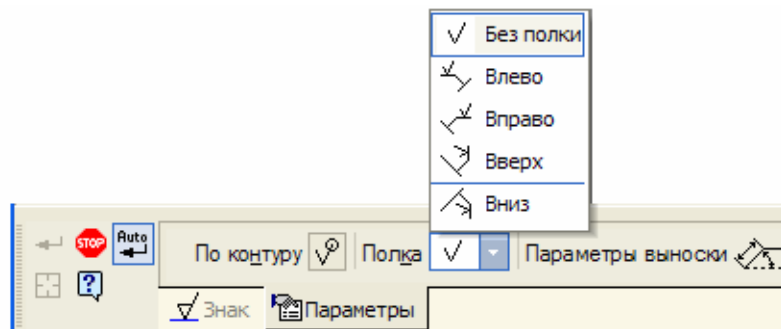 Без полки
Влево
Вправо
Вверх
Вниз
STOP Auto По контуру Полка Параметры выноски
Знак Параметры